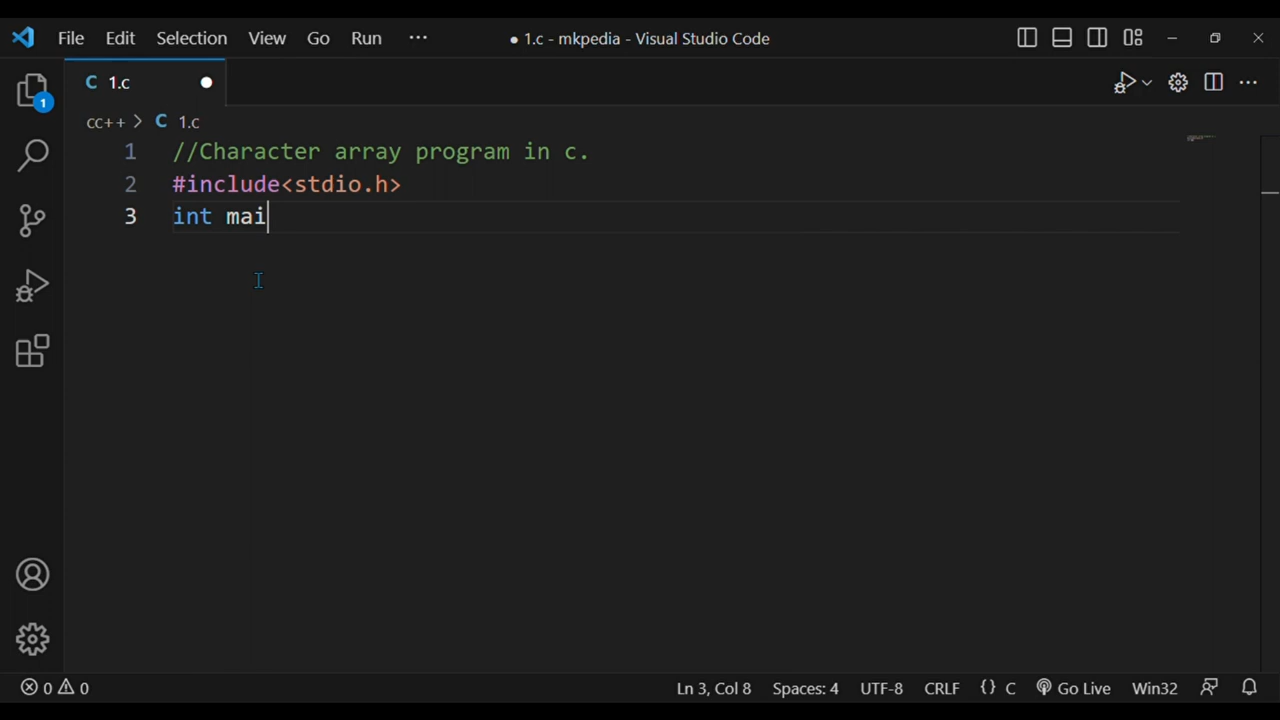 File Edit Selection View Go Run ··· ● 1.c - mkpedia - Visual Studio Code
C 1.c ●
1
cc++ > C 1.c
1 //Character array program in c.
2 #include<stdio.h>
3 int mai
0 0 Ln 3, Col 8 Spaces: 4 UTF-8 CRLF {} C Go Live Win32